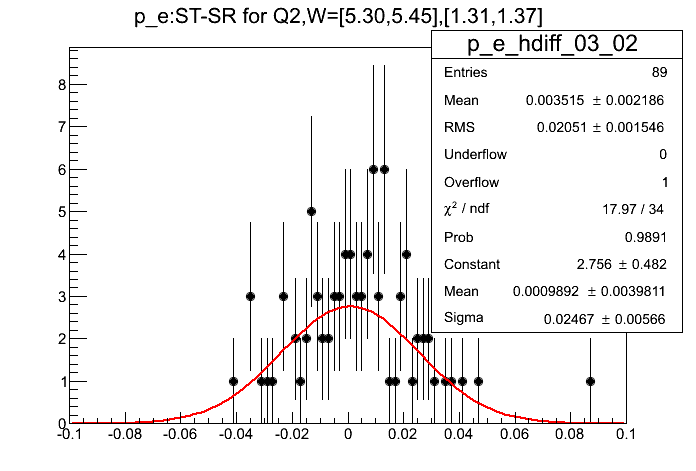 p_e:ST-SR for Q2,W=[5.30,5.45],[1.31,1.37]
p_e_hdiff_03_02
Entries 89
Mean 0.003515 ± 0.002186
RMS 0.02051 ± 0.001546
Underflow 0
Overflow 1
χ² / ndf 17.97 / 34
Prob 0.9891
Constant 2.756 ± 0.482
Mean 0.0009892 ± 0.0039811
Sigma 0.02467 ± 0.00566
8
7
6
5
4
3
2
1
0
-0.1 -0.08 -0.06 -0.04 -0.02 0 0.02 0.04 0.06 0.08 0.1